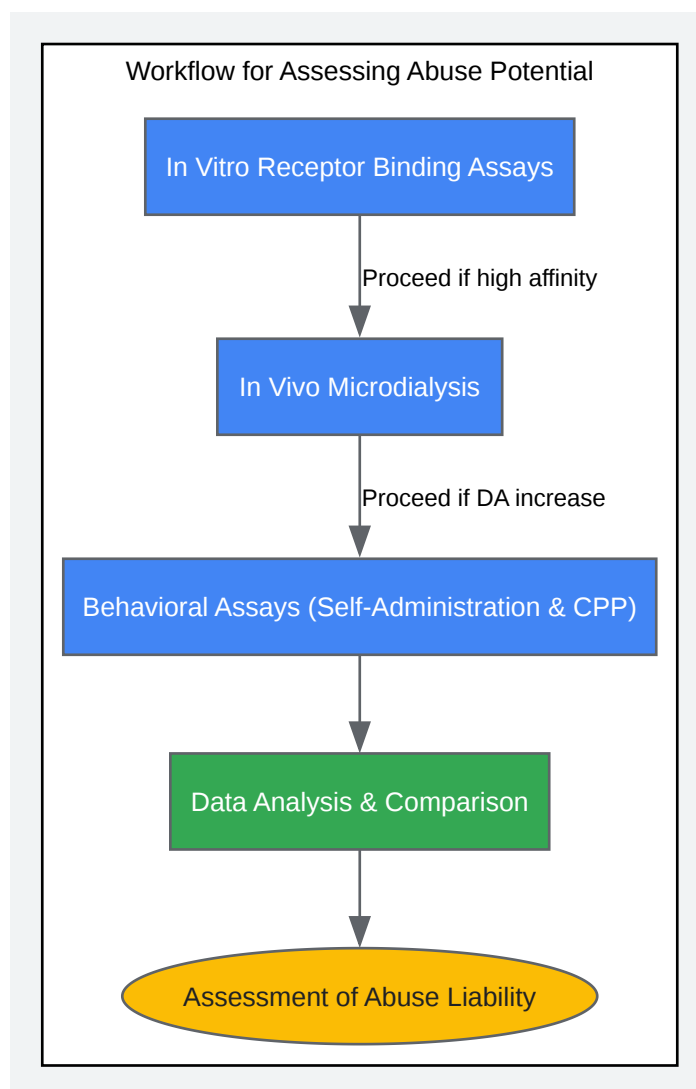 Workflow for Assessing Abuse Potential
In Vitro Receptor Binding Assays
Proceed if high affinity
In Vivo Microdialysis
Proceed if DA increase
Behavioral Assays (Self-Administration & CPP)
Data Analysis & Comparison
Assessment of Abuse Liability